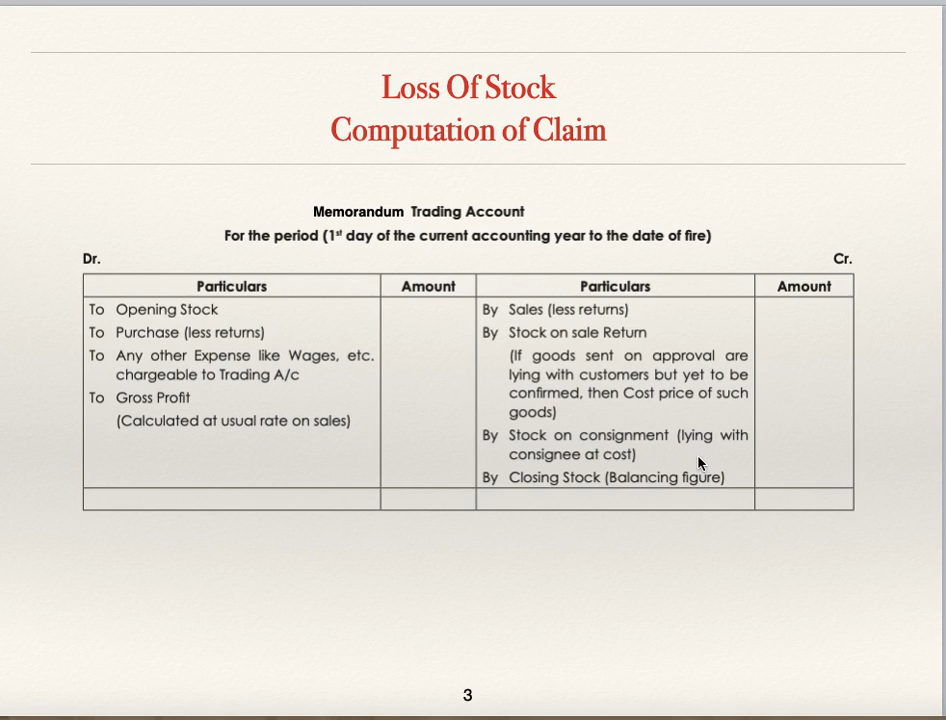 Loss Of Stock
Computation of Claim
Memorandum Trading Account
For the period (1st day of the current accounting year to the date of fire)
Dr. Cr.
Particulars Amount Particulars Amount
To Opening Stock By Sales (less returns)
To Purchase (less returns) By Stock on sale Return
To Any other Expense like Wages, etc. (If goods sent on approval are
chargeable to Trading A/c lying with customers but yet to be
To Gross Profit confirmed, then Cost price of such
goods)
(Calculated at usual rate on sales)
By Stock on consignment (lying with
consignee at cost)
By Closing Stock (Balancing figure)
3